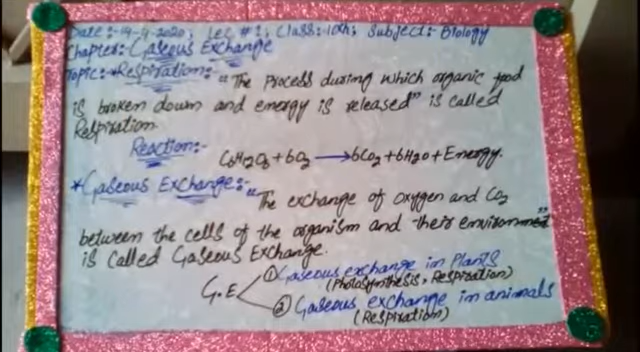 Date:-14-4-2020, Lec # 1, Class: 10th, Subject:- Biology
Chapter:- Gaseous Exchange
Topic:-*Respiration:- "The Process during which organic food
is broken down and energy is released" is called
Respiration.
Reaction:-
C6H12O6+6O2 → 6CO2+6H2O+Energy.
*Gaseous Exchange:- "The exchange of oxygen and CO2
between the cells of the organism and their environment"
is called Gaseous Exchange.
G.E ① Gaseous exchange in Plants
(Photosynthesis, Respiration)
② Gaseous exchange in animals
(Respiration)